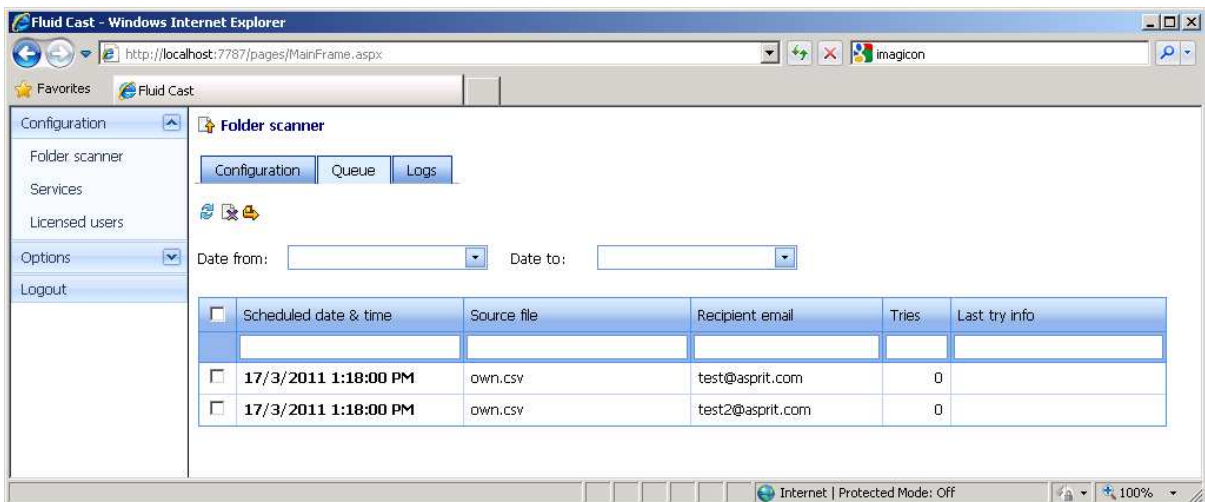 Fluid Cast - Windows Internet Explorer
http://localhost:7787/pages/MainFrame.aspx
imagicon
Favorites
Fluid Cast
Configuration
Folder scanner
Services
Licensed users
Options
Logout
Folder scanner
Configuration Queue Logs
Date from: Date to:
Scheduled date & time Source file Recipient email Tries Last try info
17/3/2011 1:18:00 PM own.csv test@asprit.com 0
17/3/2011 1:18:00 PM own.csv test2@asprit.com 0
Internet | Protected Mode: Off 100%